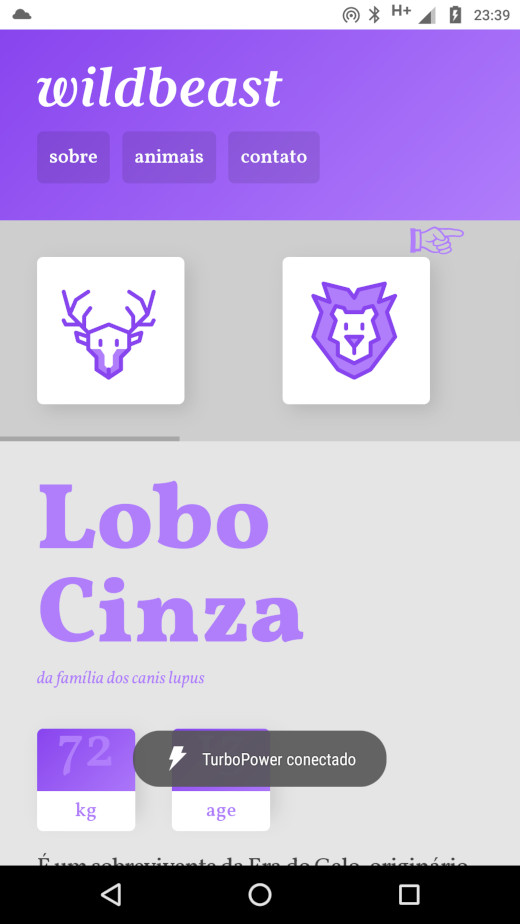 H+ 23:39
wildbeast
sobre animais contato
Lobo
Cinza
da família dos canis lupus
72
TurboPower conectado
kg age
É um sobrevivente da Era do Gelo, originário